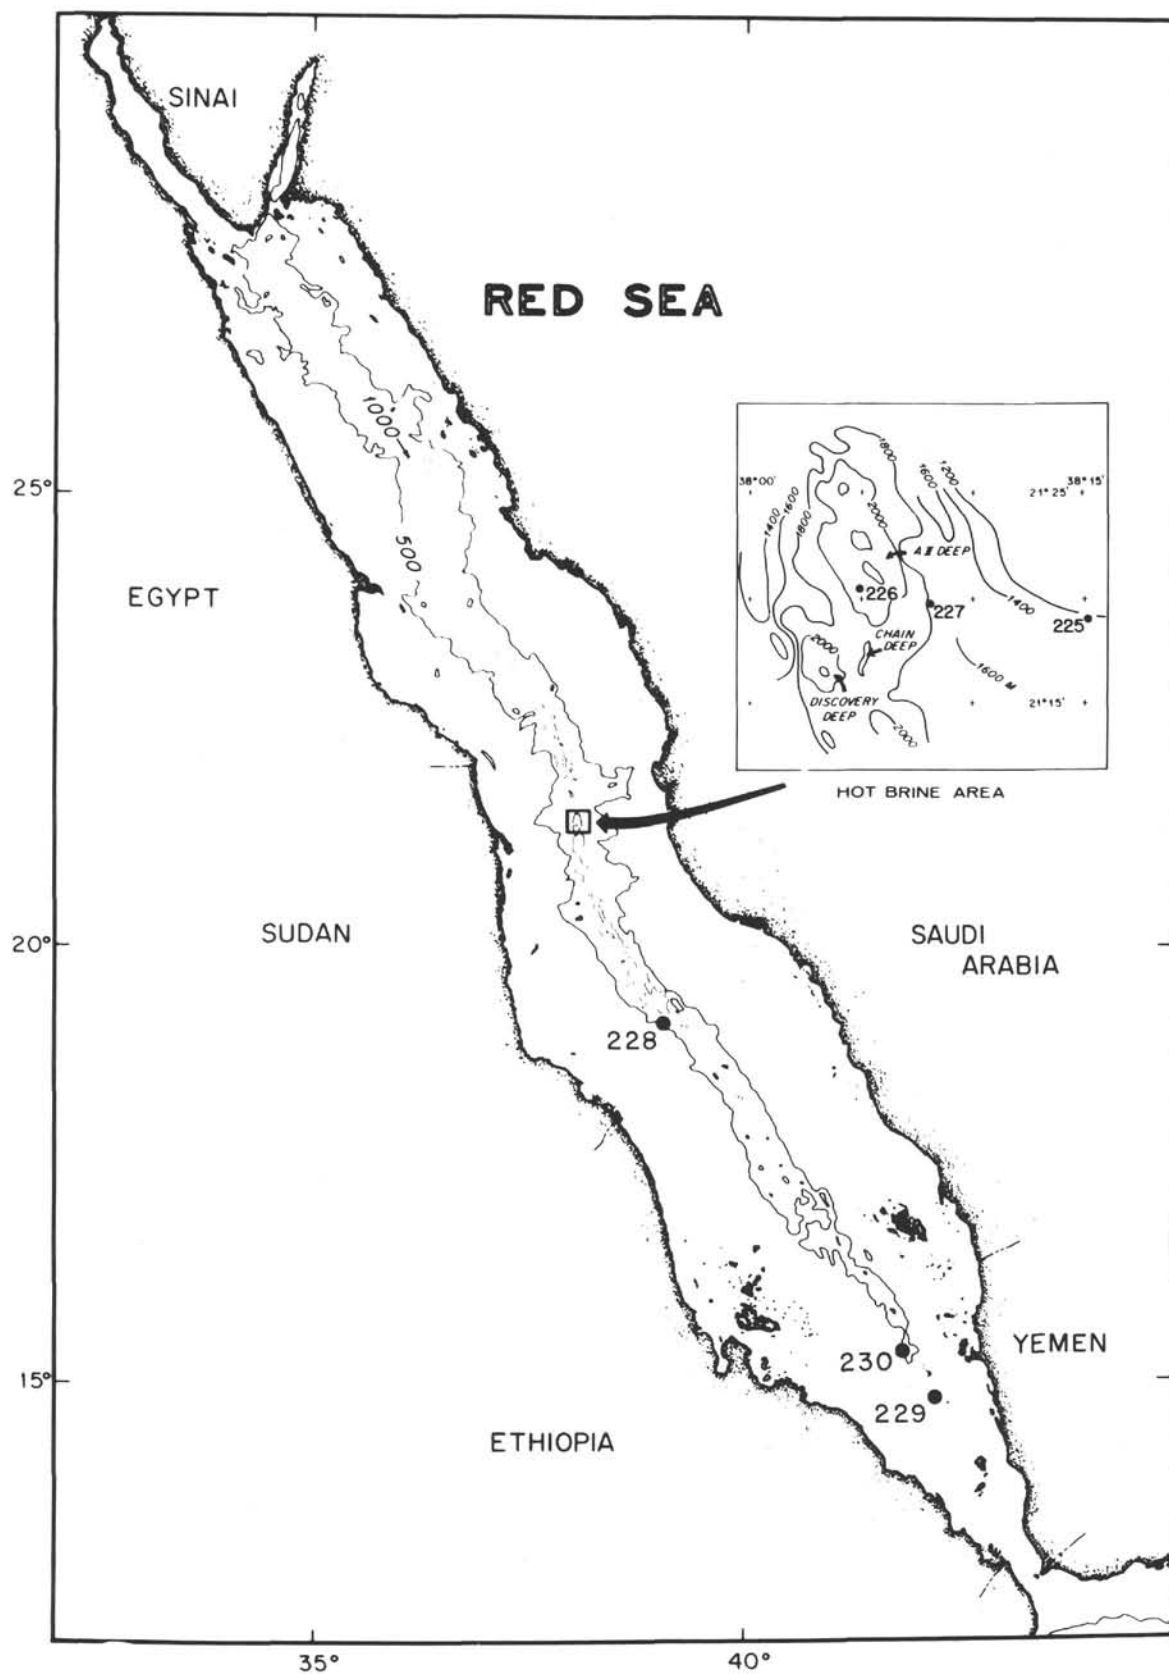 SINAI
RED SEA
1000
500
25°
EGYPT
1800
1600
1200
38°00'
38°15'
21°25'
1400
1600
1800
2000
A II DEEP
226
227
1400
225
CHAIN
DEEP
2000
1600 M
DISCOVERY
DEEP
21°15'
2000
HOT BRINE AREA
20°
SUDAN
SAUDI
ARABIA
228
YEMEN
230
15°
229
ETHIOPIA
35°
40°